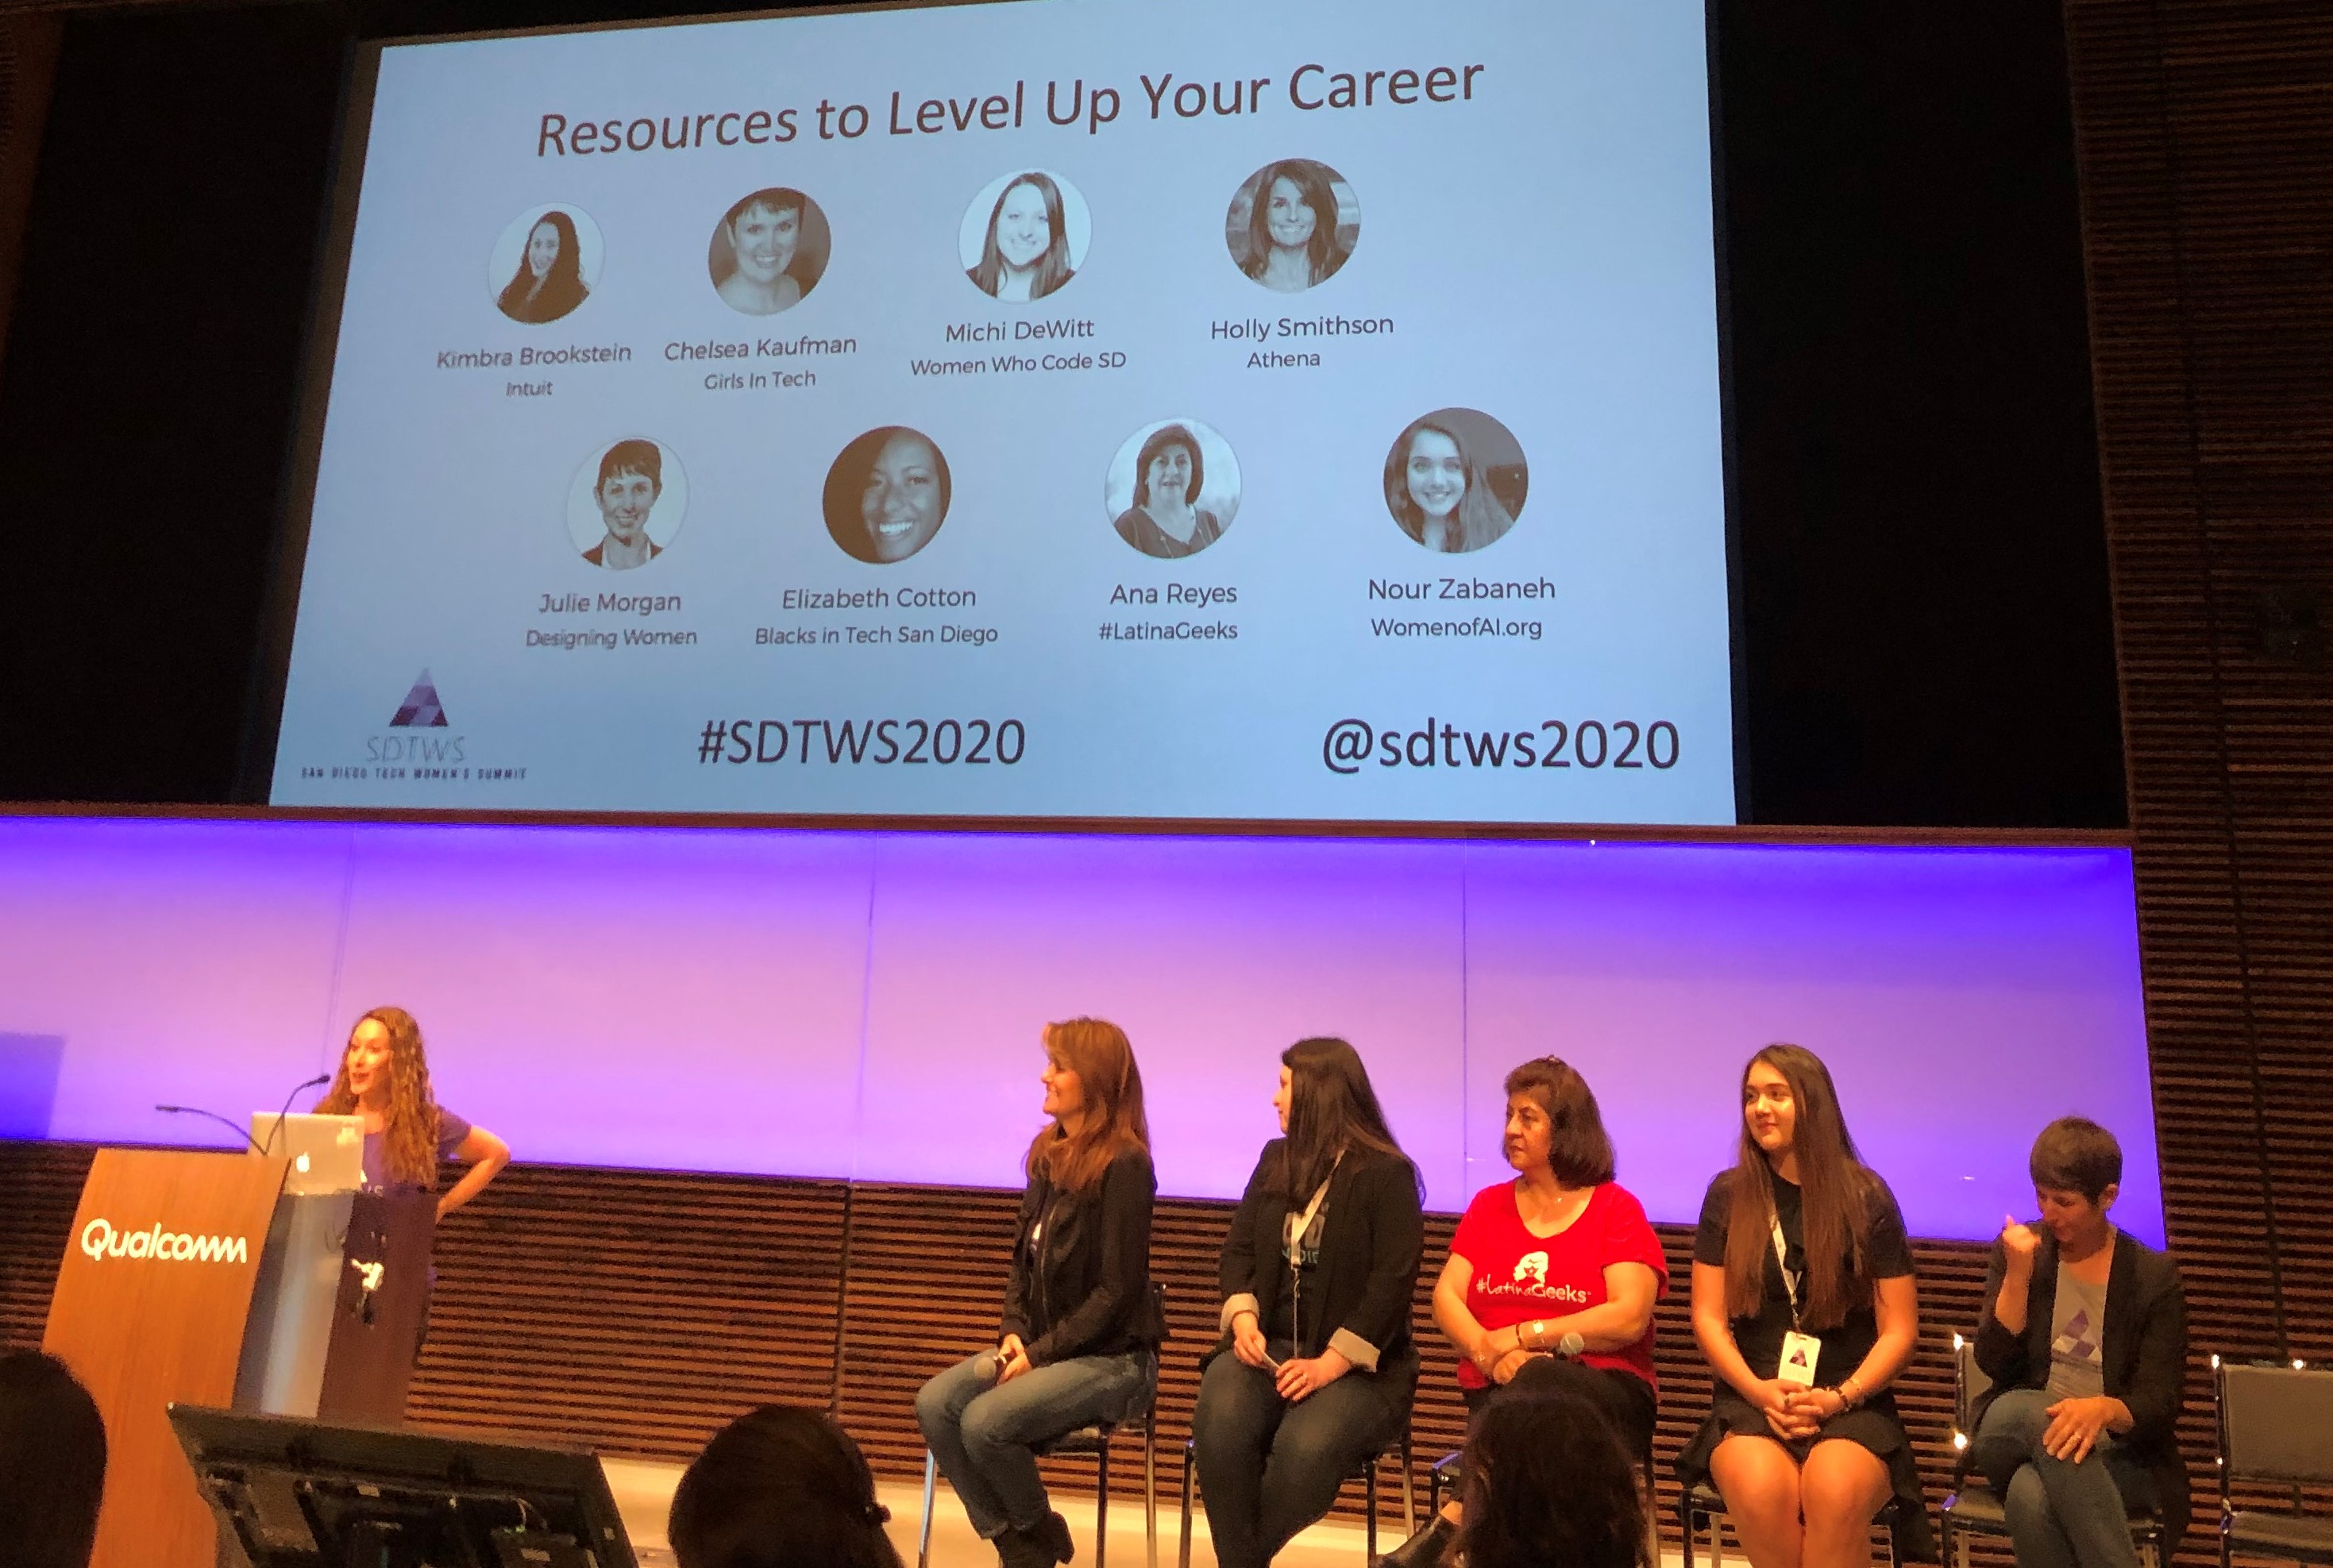 Resources to Level Up Your Career
Kimbra Brookstein
Intuit
Chelsea Kaufman
Girls In Tech
Michi DeWitt
Women Who Code SD
Holly Smithson
Athena
Julie Morgan
Designing Women
Elizabeth Cotton
Blacks in Tech San Diego
Ana Reyes
#LatinaGeeks
Nour Zabaneh
WomenofAI.org
SDTWS
SAN DIEGO TECH WOMEN'S SUMMIT
#SDTWS2020
@sdtws2020
Qualcomm
#LatinaGeeks